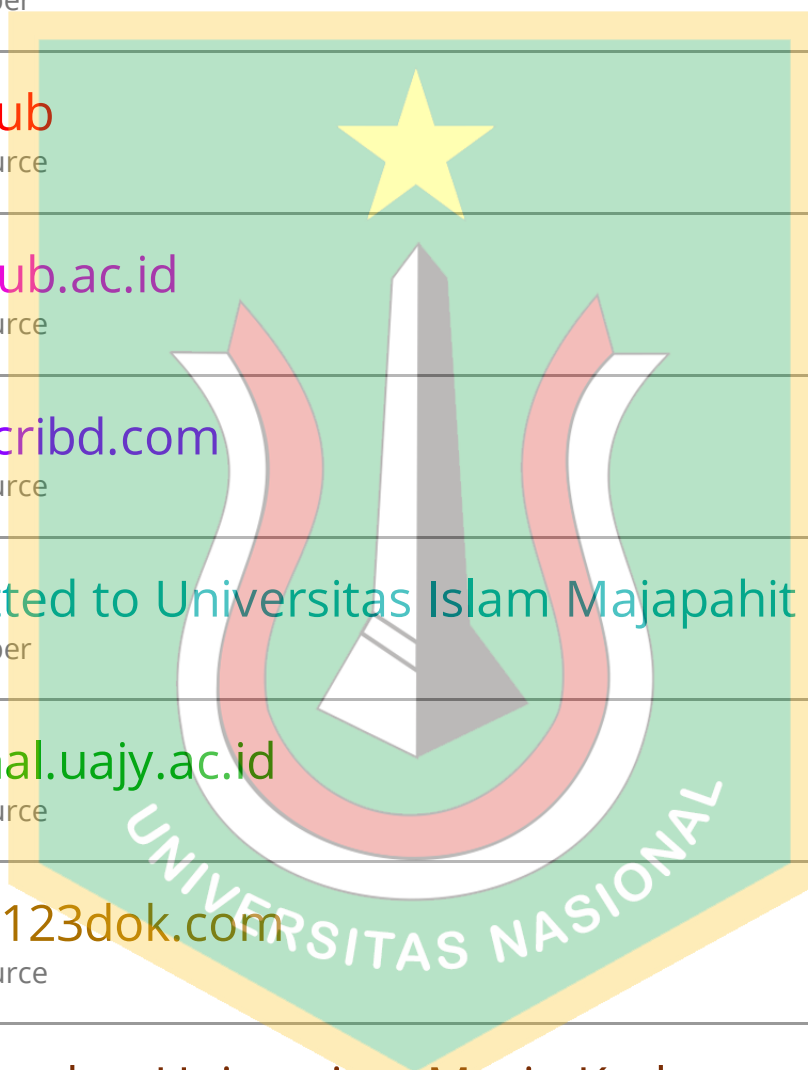 ub
urce
ub.ac.id
urce
cribd.com
urce
ted to Universitas Islam Majapahit
per
al.uajy.ac.id
urce
123dok.com
urce
UNIVERSITAS NASIONAL